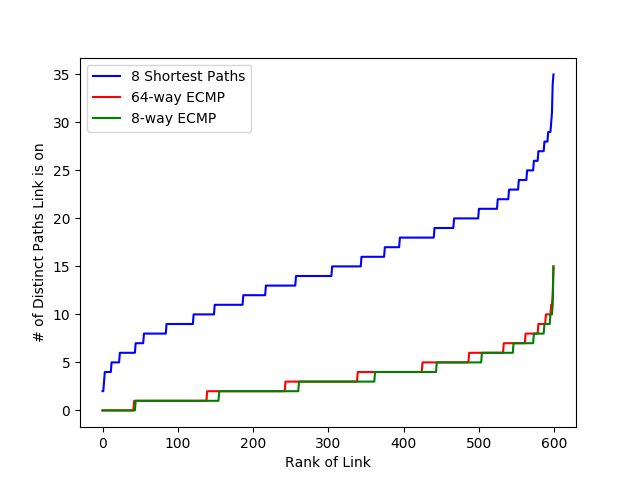 8 Shortest Paths
64-way ECMP
8-way ECMP
# of Distinct Paths Link is on
35
30
25
20
15
10
5
0
0 100 200 300 400 500 600
Rank of Link